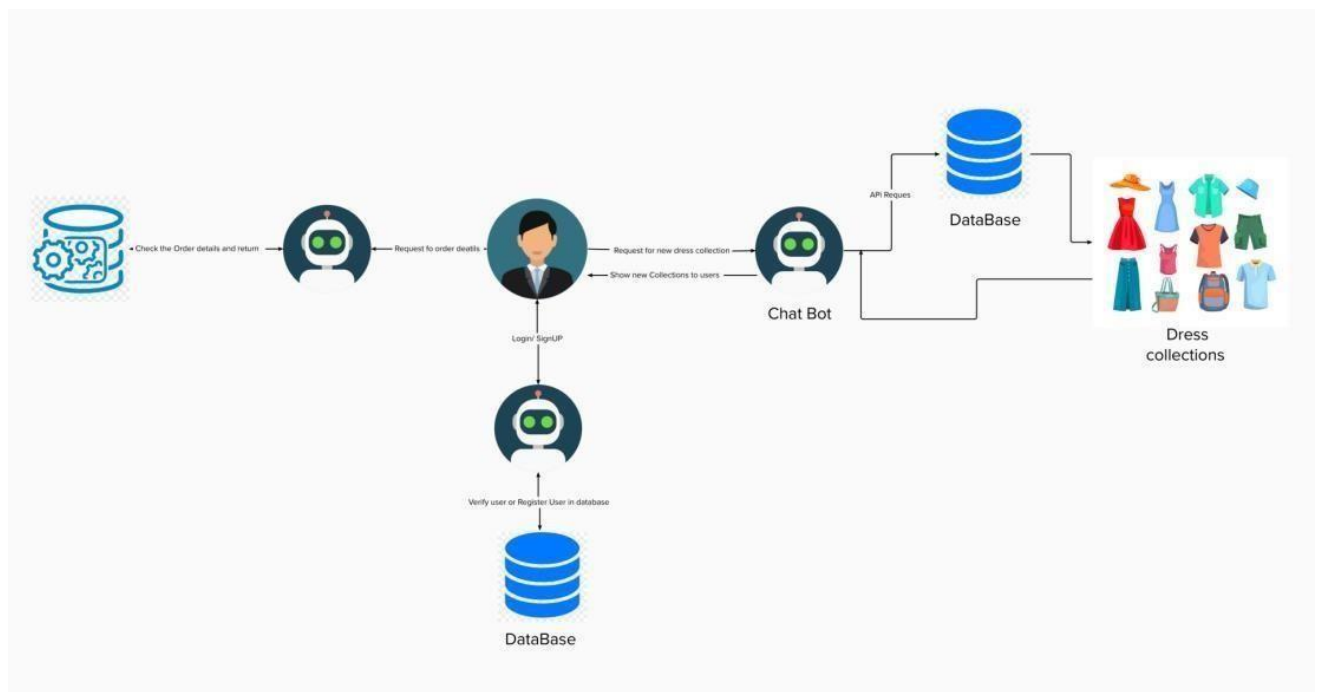 DataBase
API Reques
Check the Order details and return
Request fo order deatils
Request for new dress collection
Show new Collections to users
Chat Bot
Dress
collections
Login/ SignUP
Verify user or Register User in database
DataBase